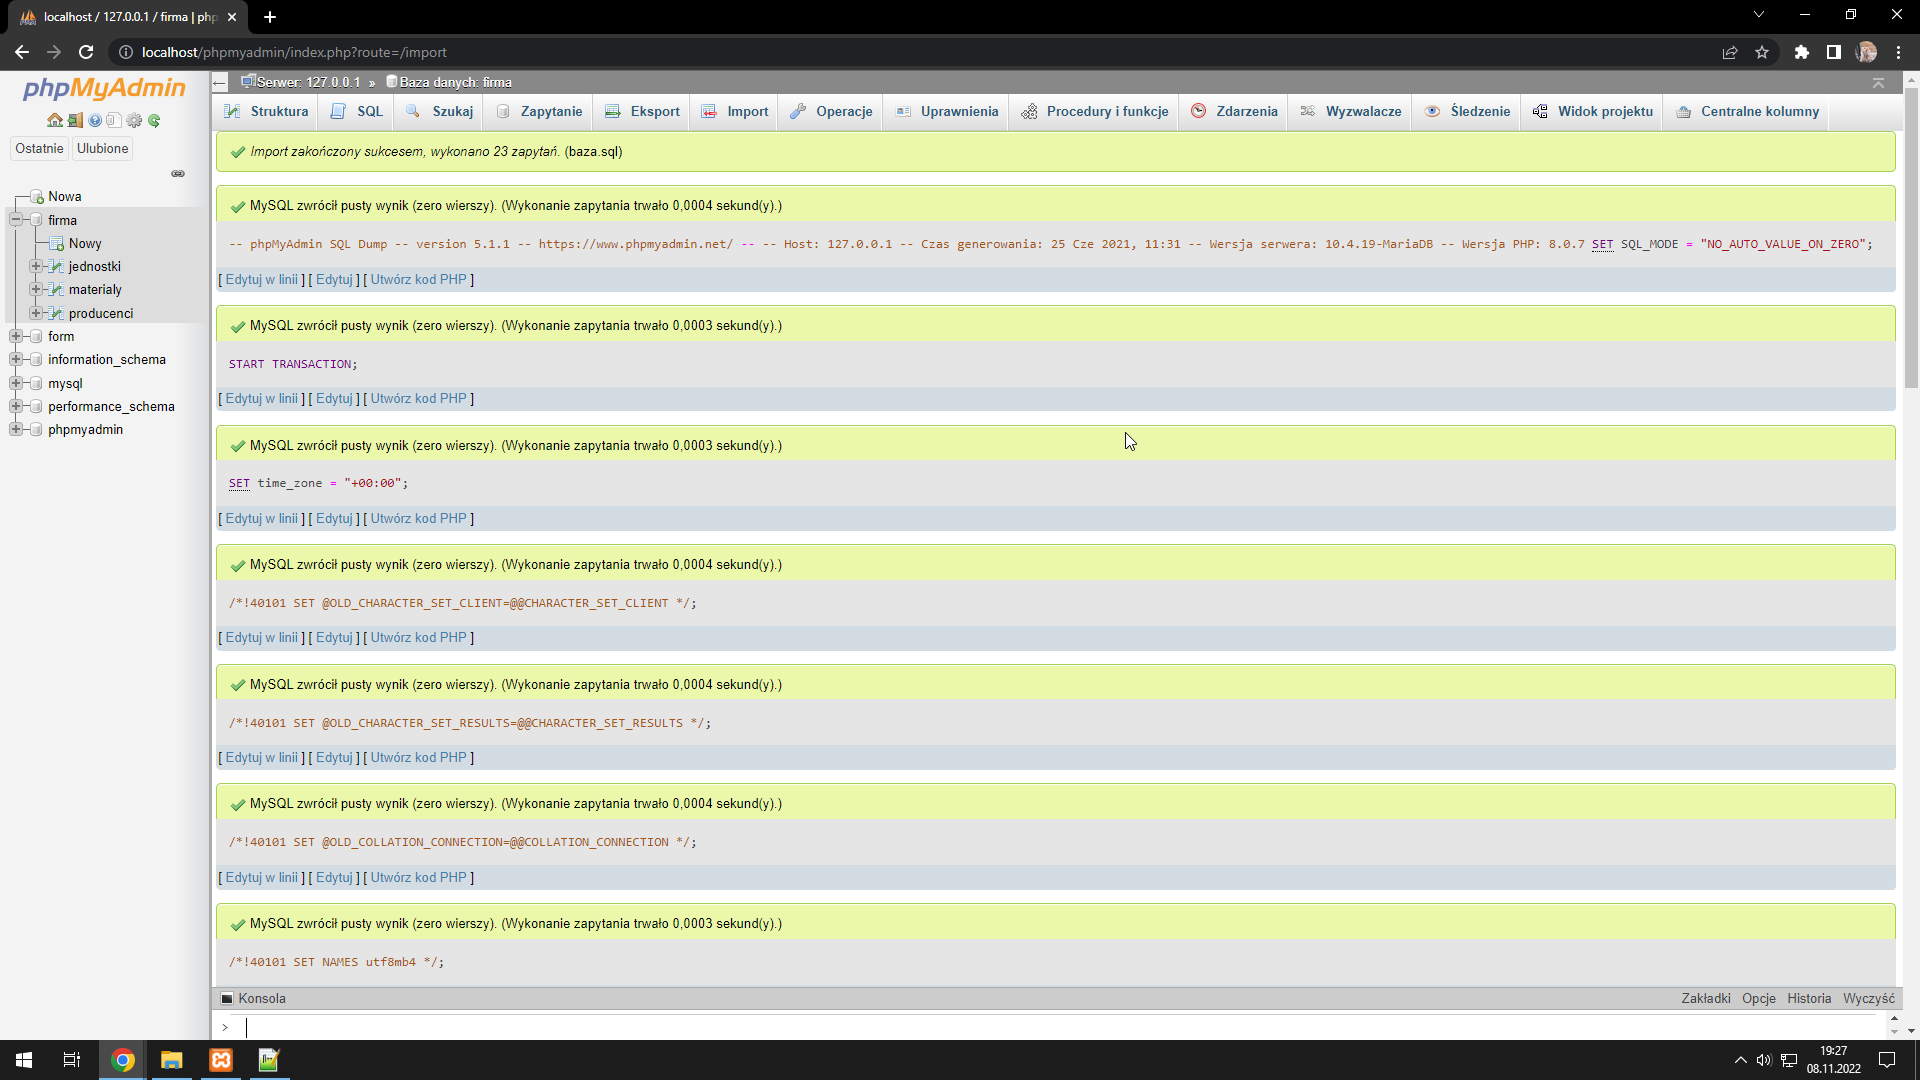 localhost / 127.0.0.1 / firma | php
localhost/phpmyadmin/index.php?route=/import
phpMyAdmin
Ostatnie
Ulubione
Nowa
firma
Nowy
jednostki
materialy
producenci
form
information_schema
mysql
performance_schema
phpmyadmin
Serwer: 127.0.0.1 » Baza danych: firma
Struktura SQL Szukaj Zapytanie Eksport Import Operacje Uprawnienia Procedury i funkcje Zdarzenia Wyzwalacze Śledzenie Widok projektu Centralne kolumny
Import zakończony sukcesem, wykonano 23 zapytań. (baza.sql)
MySQL zwrócił pusty wynik (zero wierszy). (Wykonanie zapytania trwało 0,0004 sekund(y).)
-- phpMyAdmin SQL Dump -- version 5.1.1 -- https://www.phpmyadmin.net/ -- -- Host: 127.0.0.1 -- Czas generowania: 25 Cze 2021, 11:31 -- Wersja serwera: 10.4.19-MariaDB -- Wersja PHP: 8.0.7 SET SQL_MODE = "NO_AUTO_VALUE_ON_ZERO";
[ Edytuj w linii ] [ Edytuj ] [ Utwórz kod PHP ]
MySQL zwrócił pusty wynik (zero wierszy). (Wykonanie zapytania trwało 0,0003 sekund(y).)
START TRANSACTION;
[ Edytuj w linii ] [ Edytuj ] [ Utwórz kod PHP ]
MySQL zwrócił pusty wynik (zero wierszy). (Wykonanie zapytania trwało 0,0003 sekund(y).)
SET time_zone = "+00:00";
[ Edytuj w linii ] [ Edytuj ] [ Utwórz kod PHP ]
MySQL zwrócił pusty wynik (zero wierszy). (Wykonanie zapytania trwało 0,0004 sekund(y).)
/*!40101 SET @OLD_CHARACTER_SET_CLIENT=@@CHARACTER_SET_CLIENT */;
[ Edytuj w linii ] [ Edytuj ] [ Utwórz kod PHP ]
MySQL zwrócił pusty wynik (zero wierszy). (Wykonanie zapytania trwało 0,0004 sekund(y).)
/*!40101 SET @OLD_CHARACTER_SET_RESULTS=@@CHARACTER_SET_RESULTS */;
[ Edytuj w linii ] [ Edytuj ] [ Utwórz kod PHP ]
MySQL zwrócił pusty wynik (zero wierszy). (Wykonanie zapytania trwało 0,0004 sekund(y).)
/*!40101 SET @OLD_COLLATION_CONNECTION=@@COLLATION_CONNECTION */;
[ Edytuj w linii ] [ Edytuj ] [ Utwórz kod PHP ]
MySQL zwrócił pusty wynik (zero wierszy). (Wykonanie zapytania trwało 0,0003 sekund(y).)
/*!40101 SET NAMES utf8mb4 */;
Konsola
Zakładki Opcje Historia Wyczyść
>
19:27
08.11.2022